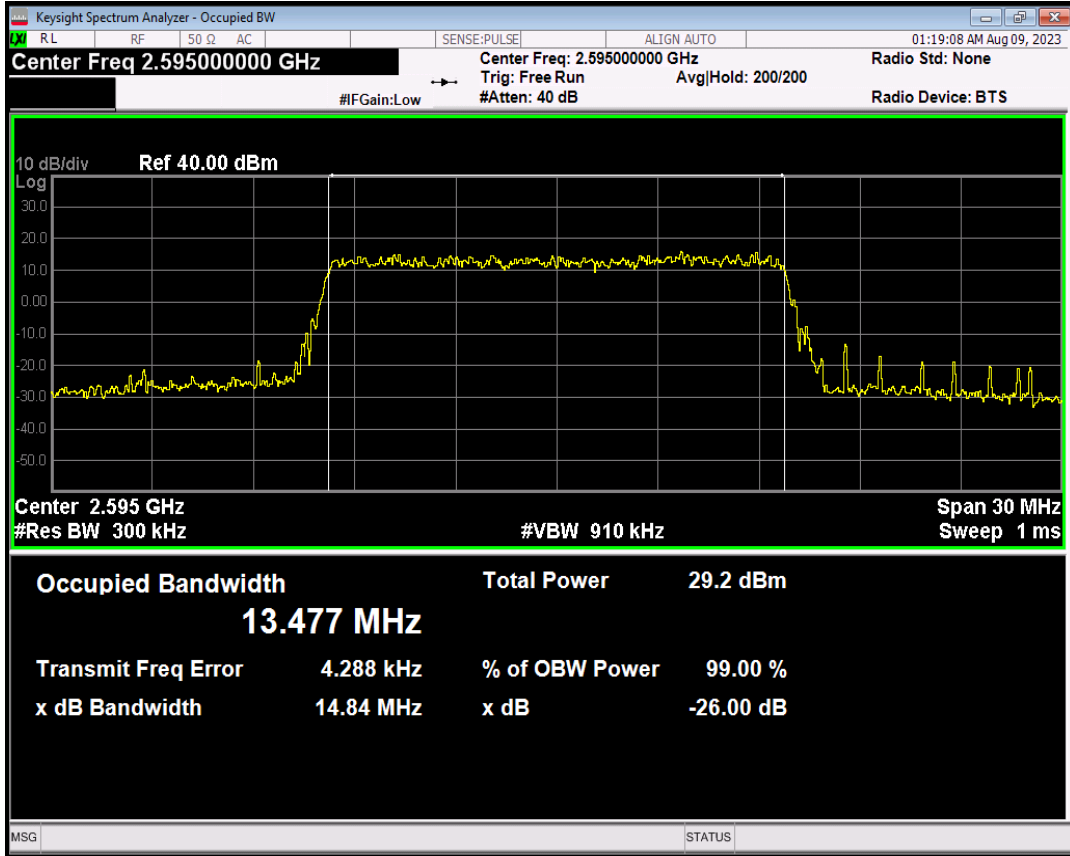 Keysight Spectrum Analyzer - Occupied BW
LXI RL RF 50 Ω AC SENSE:PULSE ALIGN AUTO 01:19:08 AM Aug 09, 2023
Center Freq 2.595000000 GHz
Center Freq: 2.595000000 GHz Radio Std: None
Trig: Free Run Avg|Hold: 200/200
#IFGain:Low #Atten: 40 dB Radio Device: BTS
10 dB/div Ref 40.00 dBm
Log
30.0
20.0
10.0
0.00
-10.0
-20.0
-30.0
-40.0
-50.0
Center 2.595 GHz Span 30 MHz
#Res BW 300 kHz #VBW 910 kHz Sweep 1 ms
Occupied Bandwidth Total Power 29.2 dBm
13.477 MHz
Transmit Freq Error 4.288 kHz % of OBW Power 99.00 %
x dB Bandwidth 14.84 MHz x dB -26.00 dB
MSG STATUS